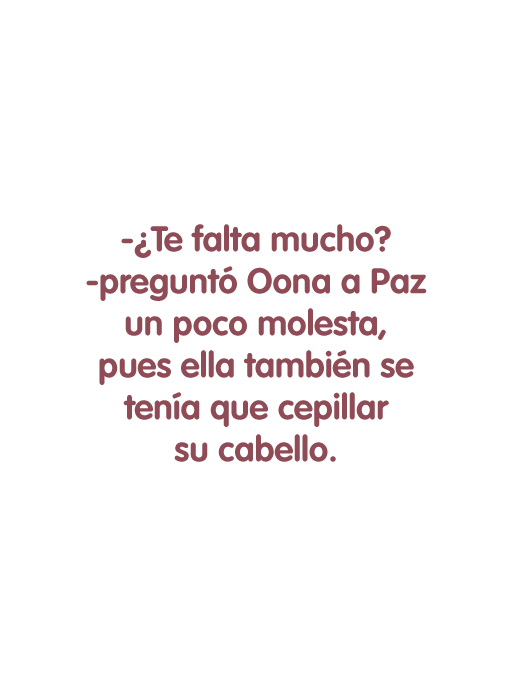 -¿Te falta mucho?
-preguntó Oona a Paz
un poco molesta,
pues ella también se
tenía que cepillar
su cabello.